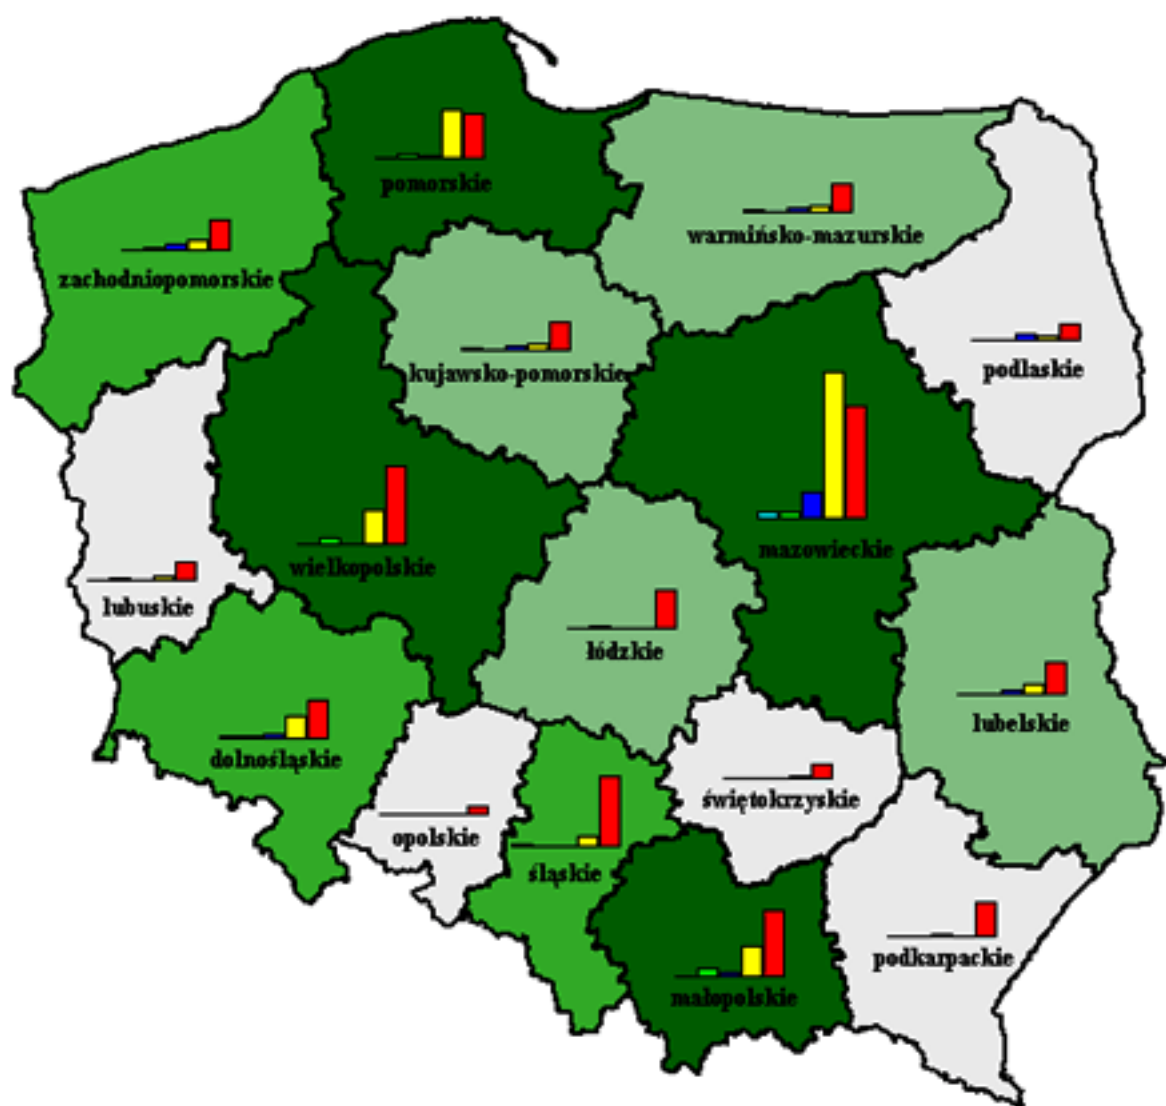 pomorskie
warmińsko-mazurskie
zachodniopomorskie
kujawsko-pomorskie
podlaskie
mazowieckie
wielkopolskie
lubuskie
łódzkie
lubelskie
dolnośląskie
świętokrzyskie
opolskie
śląskie
podkarpackie
małopolskie